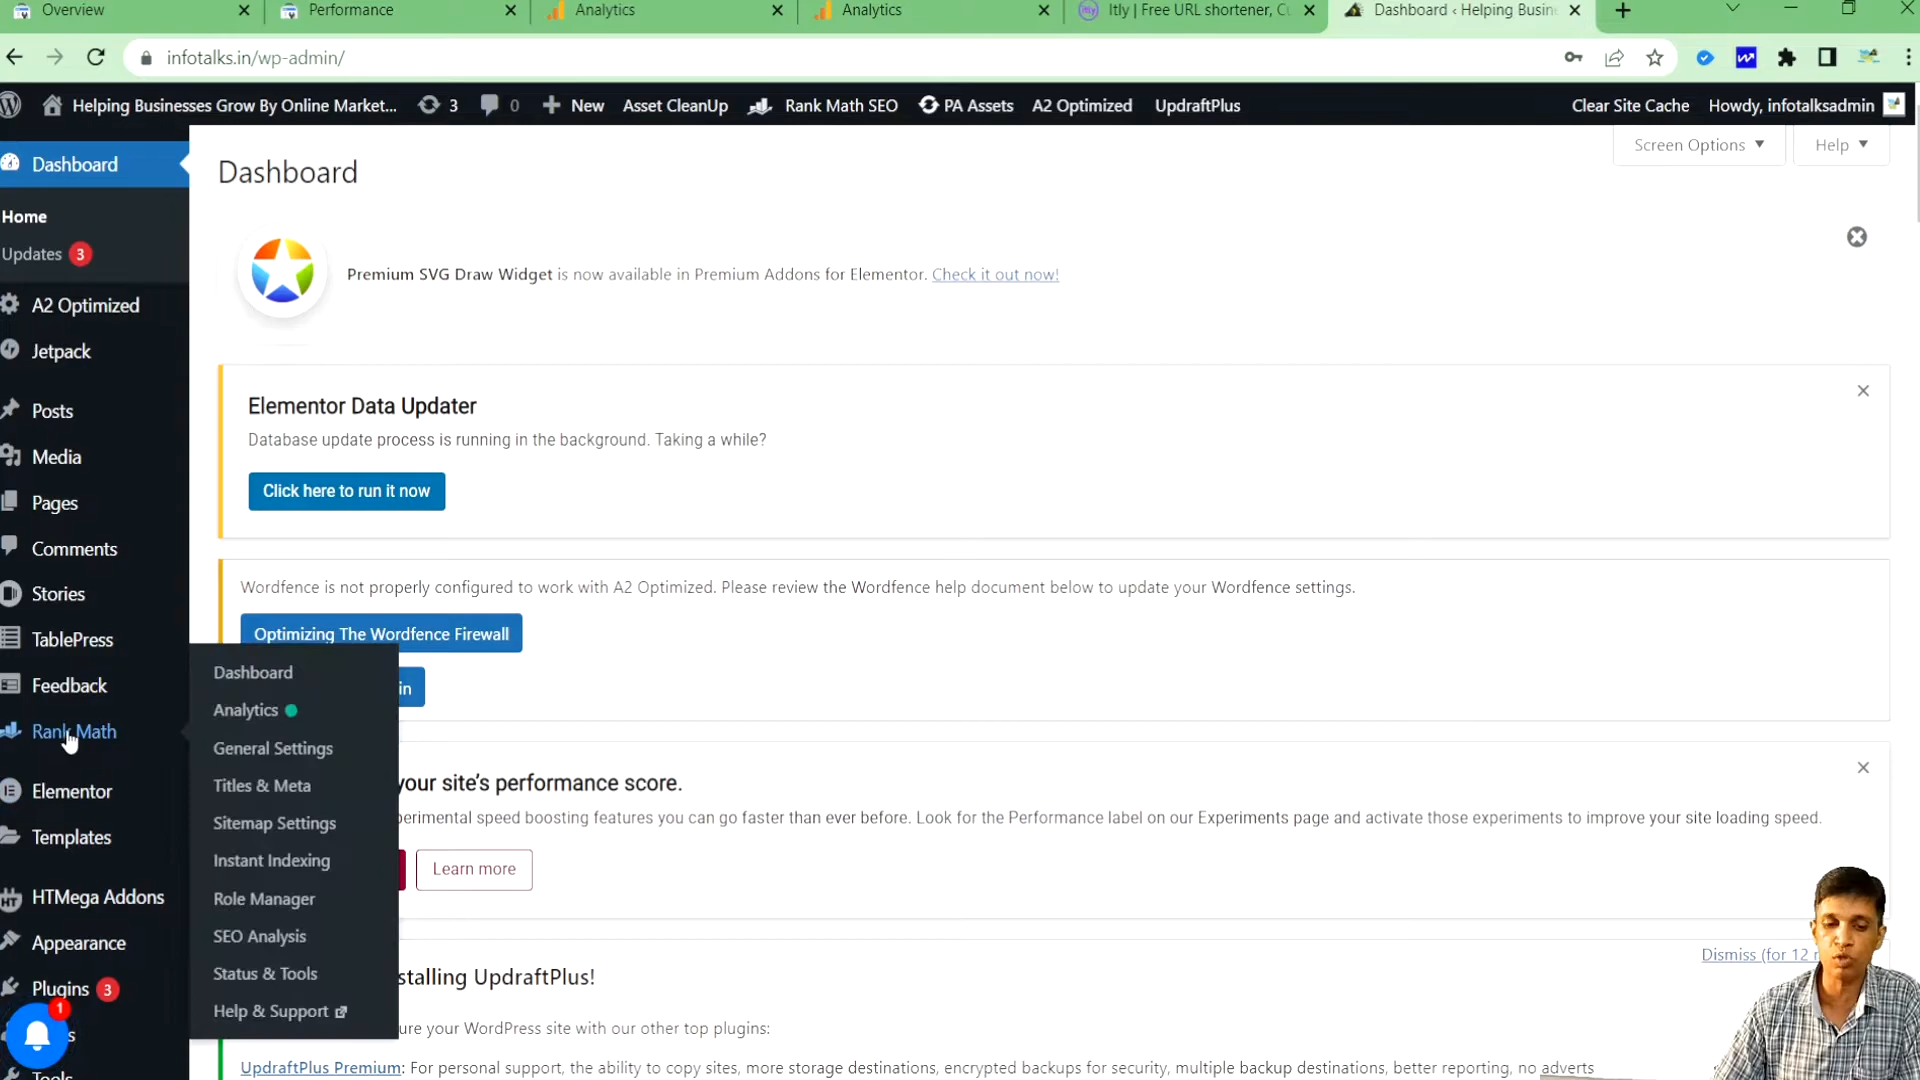 Overview
Performance
Analytics
Analytics
ltly | Free URL shortener, Cu
Dashboard ‹ Helping Busin
infotalks.in/wp-admin/
Helping Businesses Grow By Online Market...
3
0
New
Asset CleanUp
Rank Math SEO
PA Assets
A2 Optimized
UpdraftPlus
Clear Site Cache
Howdy, infotalksadmin
Dashboard
Home
Updates 3
A2 Optimized
Jetpack
Posts
Media
Pages
Comments
Stories
TablePress
Feedback
Rank Math
Elementor
Templates
HTMega Addons
HT
Appearance
Plugins 3
1
s
Tools
Dashboard
Analytics
General Settings
Titles & Meta
Sitemap Settings
Instant Indexing
Role Manager
SEO Analysis
Status & Tools
Help & Support
Screen Options
Help
Dashboard
Premium SVG Draw Widget is now available in Premium Addons for Elementor. Check it out now!
Elementor Data Updater
Database update process is running in the background. Taking a while?
Click here to run it now
Wordfence is not properly configured to work with A2 Optimized. Please review the Wordfence help document below to update your Wordfence settings.
Optimizing The Wordfence Firewall
in
your site's performance score.
perimental speed boosting features you can go faster than ever before. Look for the Performance label on our Experiments page and activate those experiments to improve your site loading speed.
Learn more
Dismiss (for 12
stalling UpdraftPlus!
ure your WordPress site with our other top plugins:
UpdraftPlus Premium: For personal support, the ability to copy sites, more storage destinations, encrypted backups for security, multiple backup destinations, better reporting, no adverts